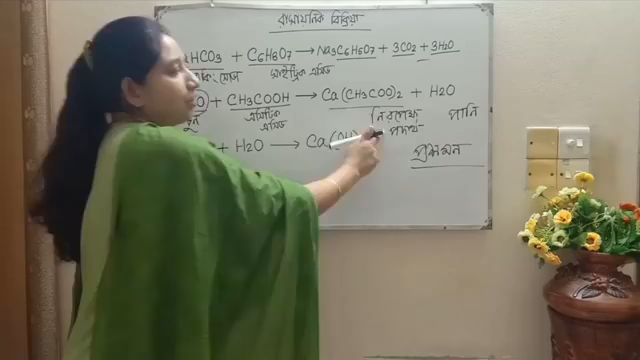 রাসায়নিক বিক্রিয়া
HCO3 + C6H8O7 → Na3C6H5O7 + 3CO2 + 3H2O
সোডা সাইট্রিক এসিড
O) + CH3COOH → Ca(CH3COO)2 + H2O
চুন এসিটিক এসিড নিরপেক্ষ পদার্থ পানি
+ H2O → Ca(OH)
প্রশমন